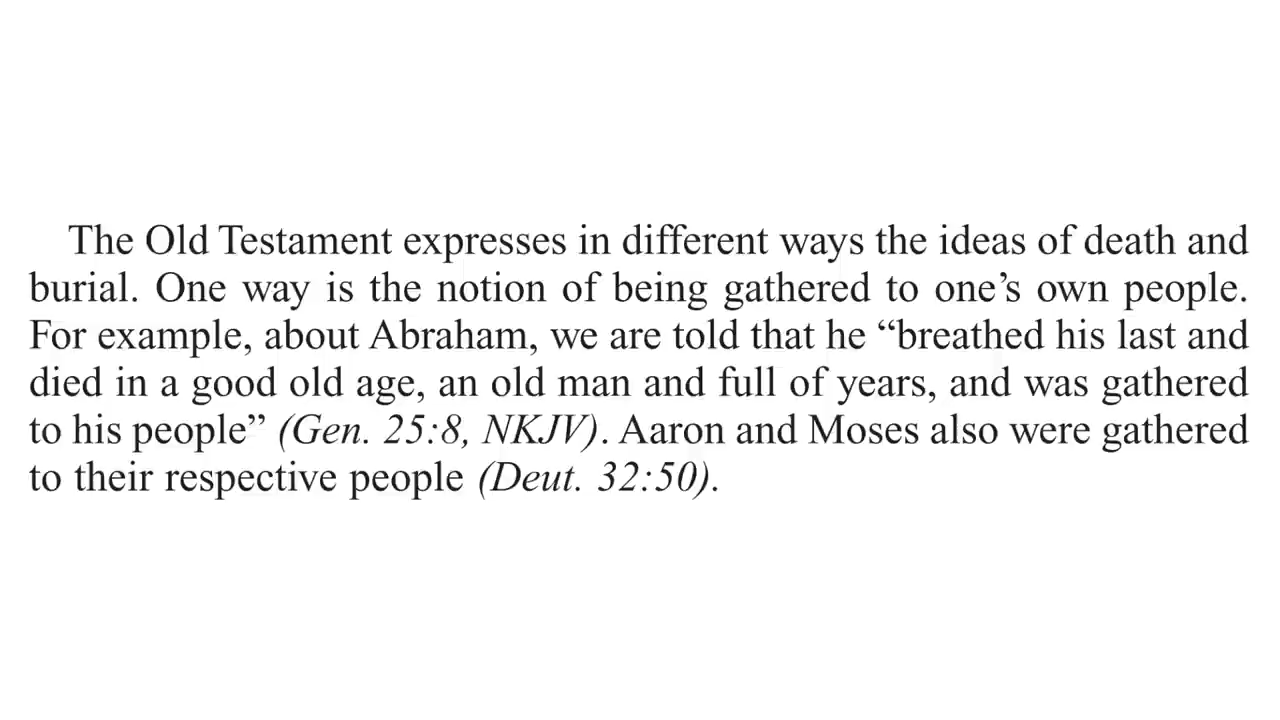 The Old Testament expresses in different ways the ideas of death and
burial. One way is the notion of being gathered to one’s own people.
For example, about Abraham, we are told that he “breathed his last and
died in a good old age, an old man and full of years, and was gathered
to his people” (Gen. 25:8, NKJV). Aaron and Moses also were gathered
to their respective people (Deut. 32:50).